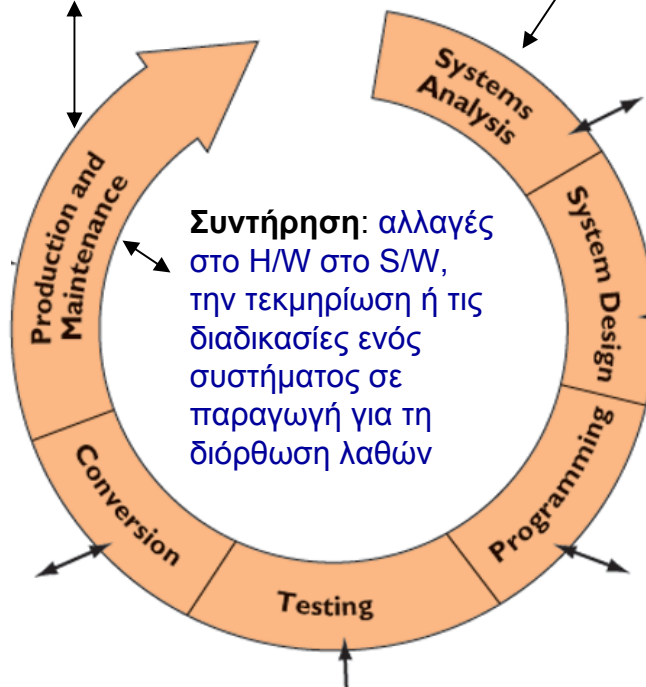 Systems
Analysis
System Design
Programming
Testing
Conversion
Production and
Maintenance
Συντήρηση: αλλαγές
στο H/W στο S/W,
την τεκμηρίωση ή τις
διαδικασίες ενός
συστήματος σε
παραγωγή για τη
διόρθωση λαθών